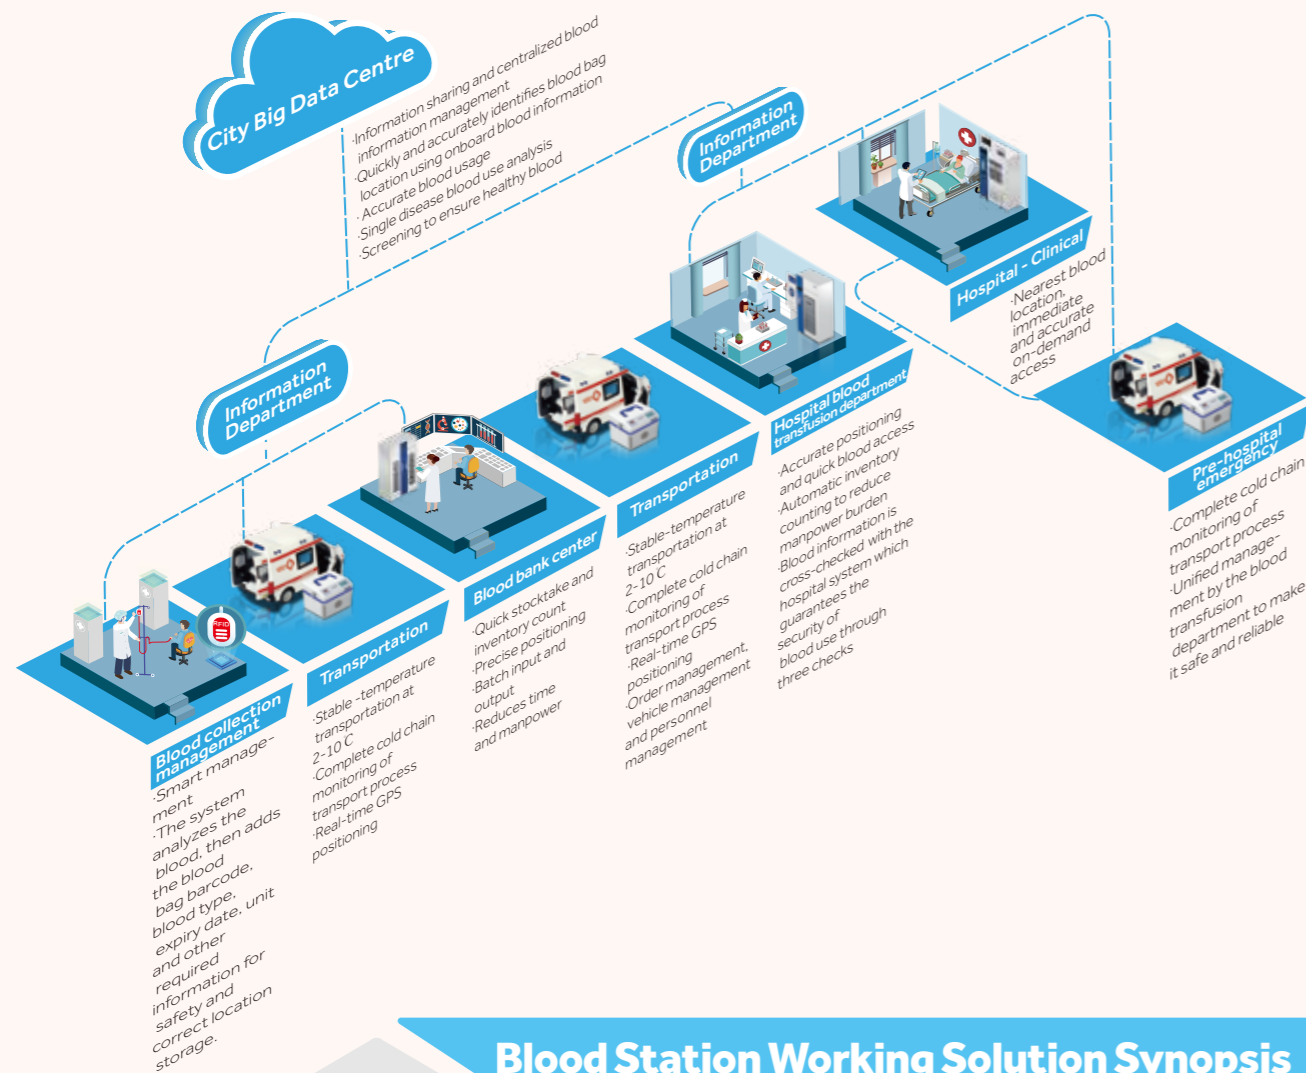 City Big Data Centre
·Information sharing and centralized blood
information management
·Quickly and accurately identifies blood bag
location using onboard blood information
·Accurate blood usage
·Single disease blood use analysis
·Screening to ensure healthy blood
Information
Department
Information
Department
RFID
Blood collection
management
·Smart manage-
ment
·The system
analyzes the
blood, then adds
the blood
bag barcode,
blood type,
expiry date, unit
and other
required
information for
safety and
correct location
storage.
Transportation
·Stable -temperature
transportation at
2-10℃
·Complete cold chain
monitoring of
transport process
·Real-time GPS
positioning
Blood bank center
·Quick stocktake and
inventory count
·Precise positioning
·Batch input and
output
·Reduces time
and manpower
Transportation
·Stable-temperature
transportation at
2-10℃
·Complete cold chain
monitoring of
transport process
·Real-time GPS
positioning
·Order management,
vehicle management
and personnel
management
Hospital blood
transfusion department
·Accurate positioning
and quick blood access
·Automatic inventory
counting to reduce
manpower burden
·Blood information is
cross-checked with the
hospital system which
guarantees the
security of
blood use through
three checks
Hospital - Clinical
·Nearest blood
location,
immediate
and accurate
on-demand
access
Pre-hospital
emergency
·Complete cold chain
monitoring of
transport process
·Unified manage-
ment by the blood
transfusion
department to make
it safe and reliable
Blood Station Working Solution Synopsis